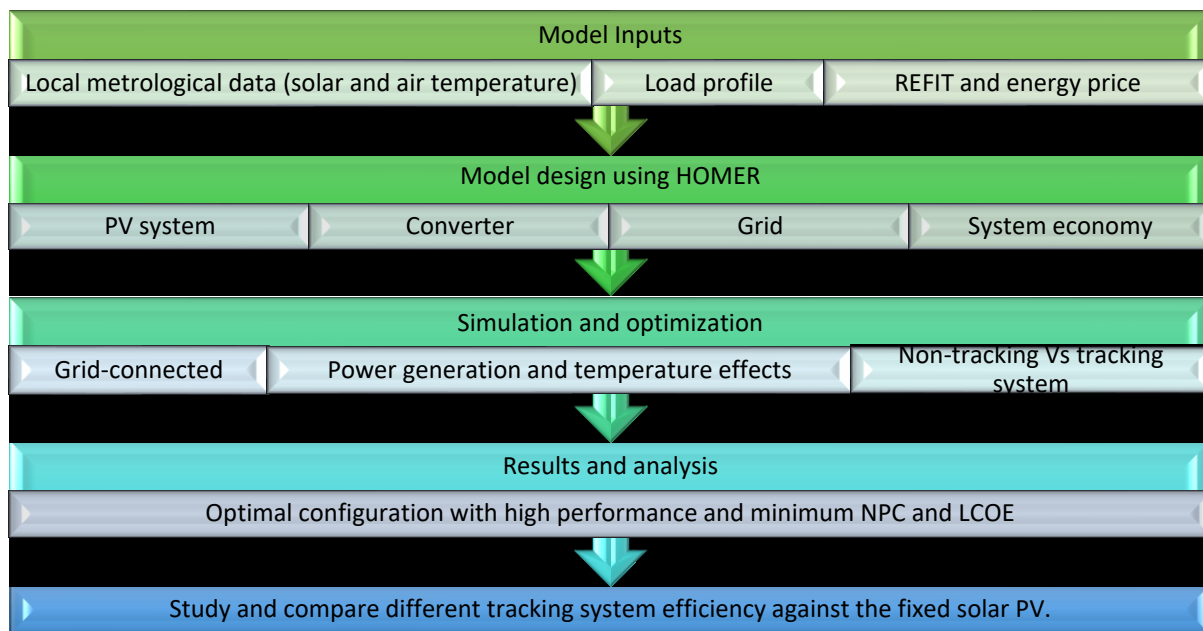 Model Inputs
Local metrological data (solar and air temperature)
Load profile
REFIT and energy price
Model design using HOMER
PV system
Converter
Grid
System economy
Simulation and optimization
Grid-connected
Power generation and temperature effects
Non-tracking Vs tracking
system
Results and analysis
Optimal configuration with high performance and minimum NPC and LCOE
Study and compare different tracking system efficiency against the fixed solar PV.